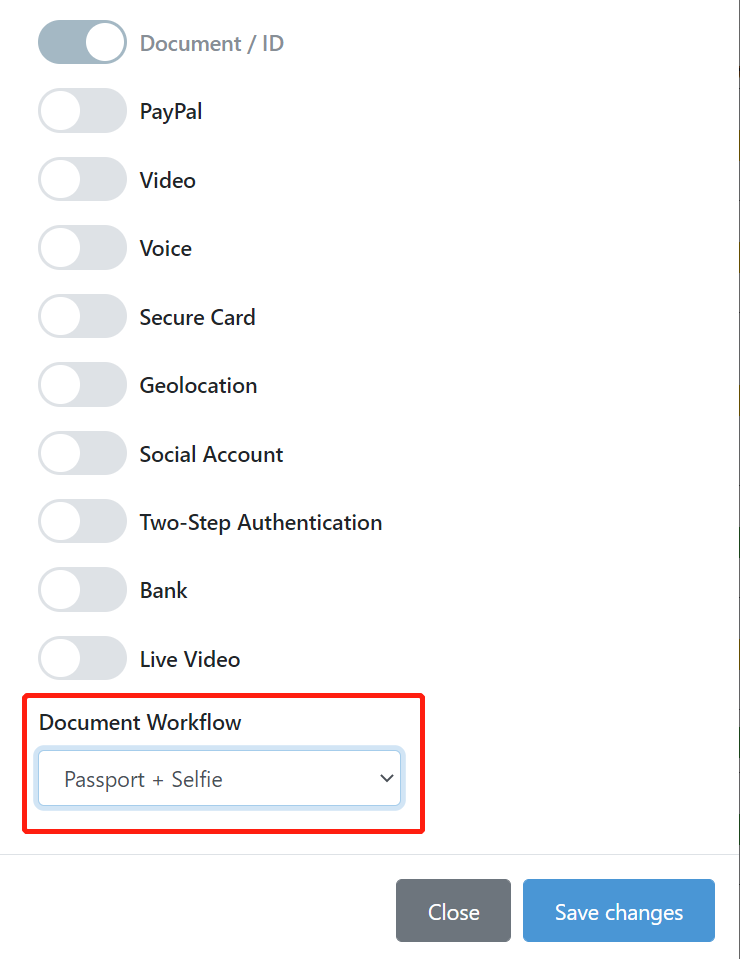 Document / ID
PayPal
Video
Voice
Secure Card
Geolocation
Social Account
Two-Step Authentication
Bank
Live Video
Document Workflow
Passport + Selfie
Close
Save changes